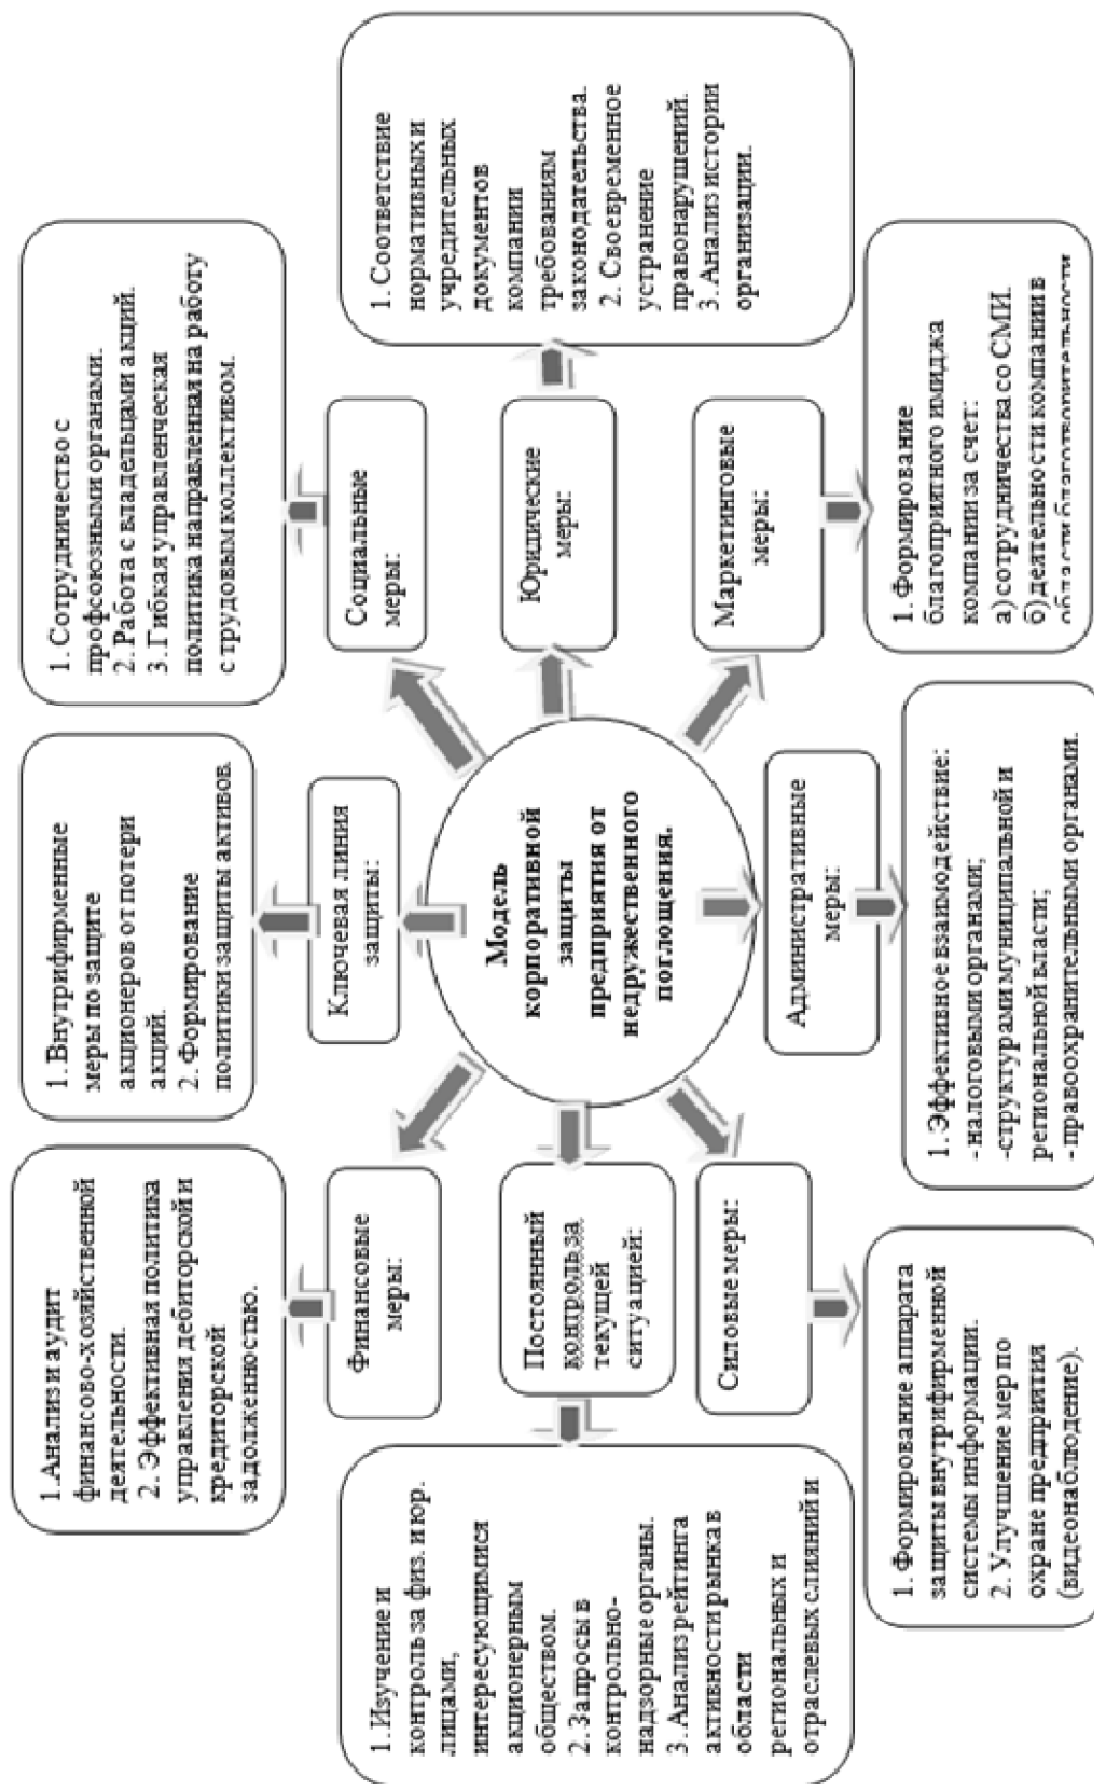 1.Анализ и аудит
финансово-хозяйственной
деятельности.
2. Эффективная политика
управления дебиторской и
кредиторской
задолженностью.
1. Внутрифирменные
меры по защите
акционеров от потери
акций.
2. Формирование
политики защиты активов.
1. Сотрудничество с
профсоюзными органами.
2. Работа с владельцами акций.
3. Гибкая управленческая
политика направленная на работу
с трудовым коллективом.
Финансовые
меры:
Ключевая линия
защиты:
Социальные
меры:
1.Изучение и
контроль за физ. и юр.
лицами,
интересующимися
акционерным
обществом.
2. Запросы в
контрольно-
надзорные органы.
3. Анализ рейтинга
активности рынка в
области
региональных и
отраслевых слияний и
Постоянный
контроль за
текущей
ситуацией:
Модель
корпоративной
защиты
предприятия от
недружественного
поглощения.
Юридические
меры:
1.Соответствие
нормативных и
учредительных
документов
компании
требованиям
законодательства.
2. Своевременное
устранение
правонарушений.
3. Анализ истории
организации.
Силовые меры:
Административные
меры:
Маркетинговые
меры:
1. Формирование аппарата
защиты внутрифирменной
системы информации.
2. Улучшение мер по
охране предприятия
(видеонаблюдение).
1. Эффективное взаимодействие:
- налоговыми органами;
-структурами муниципальной и
региональной власти;
- правоохранительными органами.
1. Формирование
благоприятного имиджа
компании за счет:
а) сотрудничества со СМИ.
б) деятельности компании в
области благотворительности